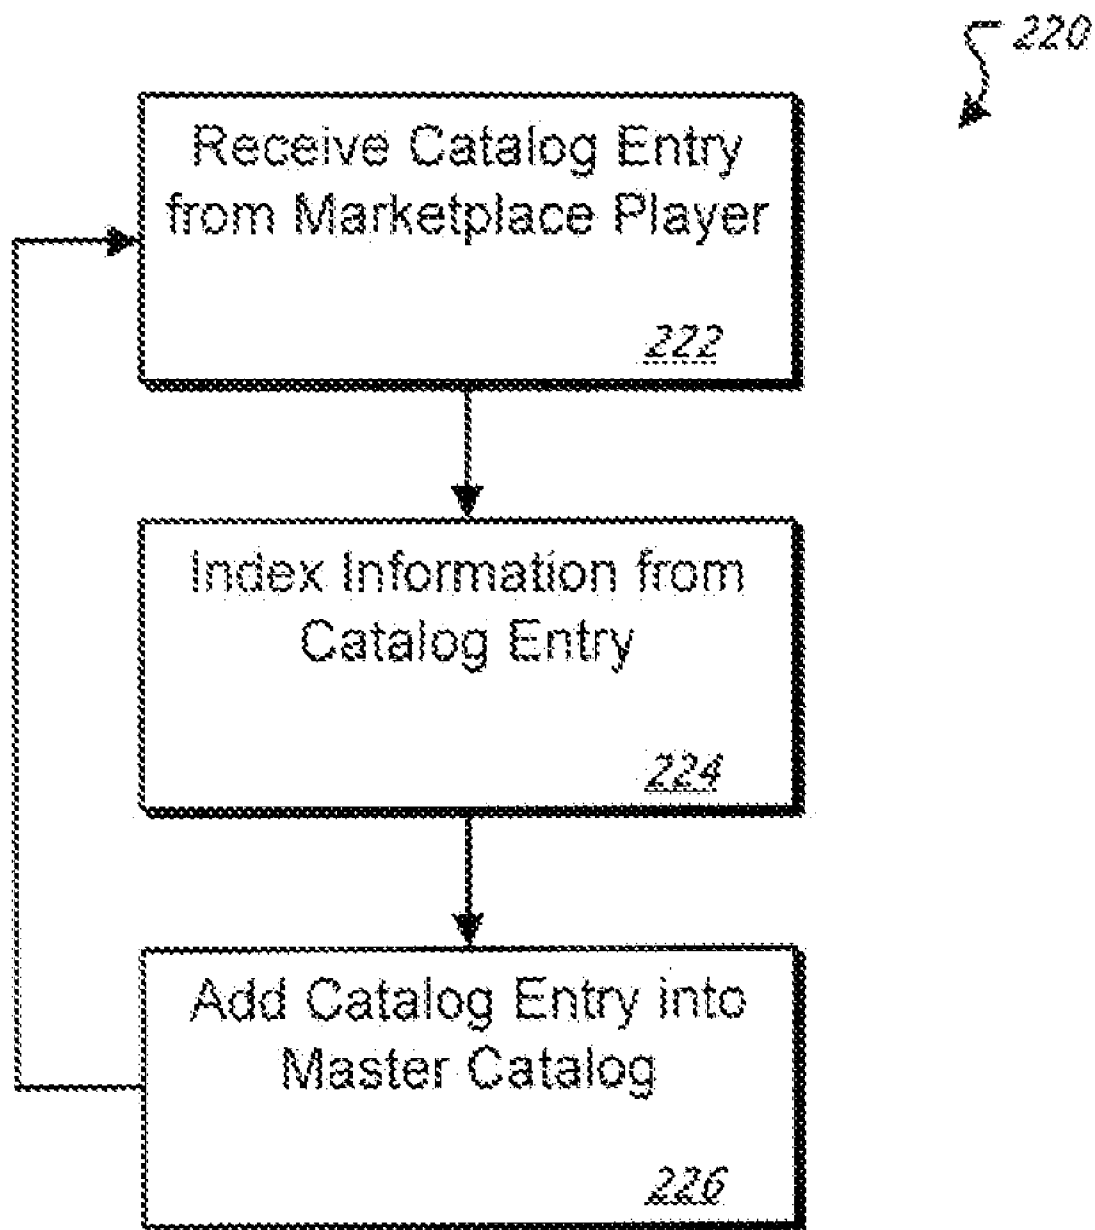 220
Receive Catalog Entry
from Marketplace Player
222
Index Information from
Catalog Entry
224
Add Catalog Entry into
Master Catalog
226